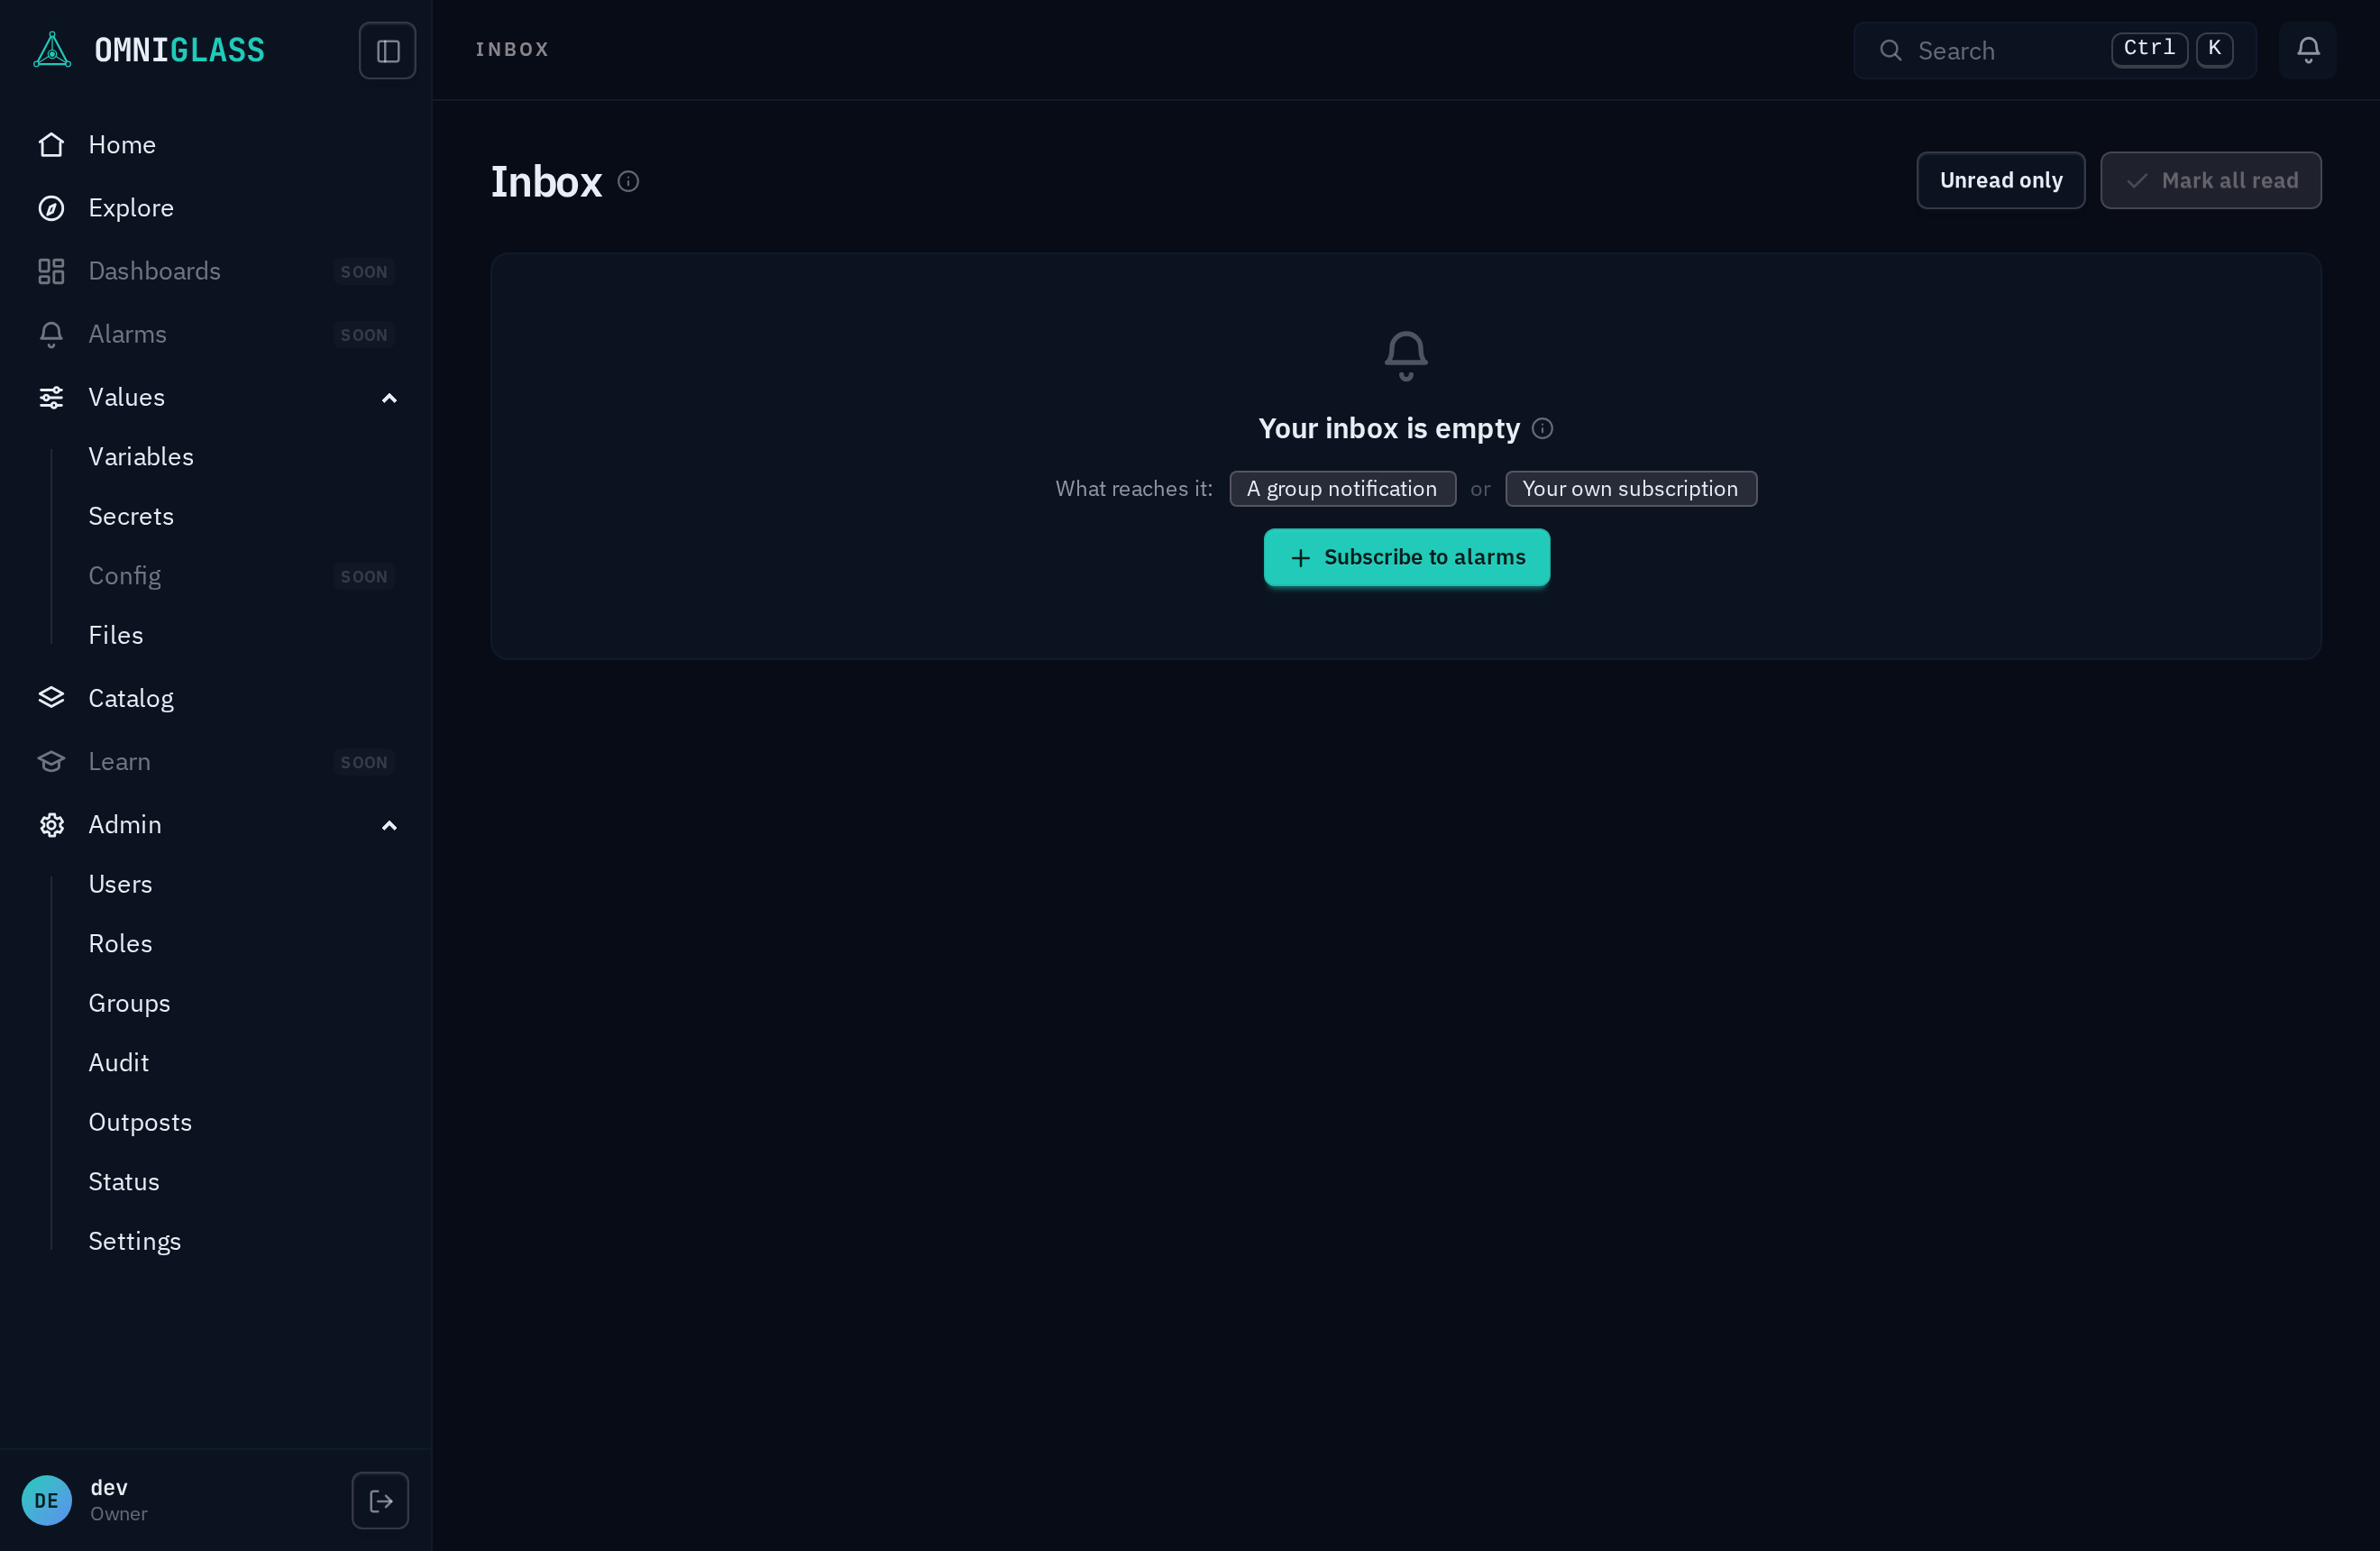 OMNIGLASS
INBOX
Search Ctrl K
Home
Explore
Dashboards SOON
Alarms SOON
Values
Variables
Secrets
Config SOON
Files
Catalog
Learn SOON
Admin
Users
Roles
Groups
Audit
Outposts
Status
Settings
DE
dev
Owner
Inbox
Unread only
Mark all read
Your inbox is empty
What reaches it: A group notification or Your own subscription
Subscribe to alarms